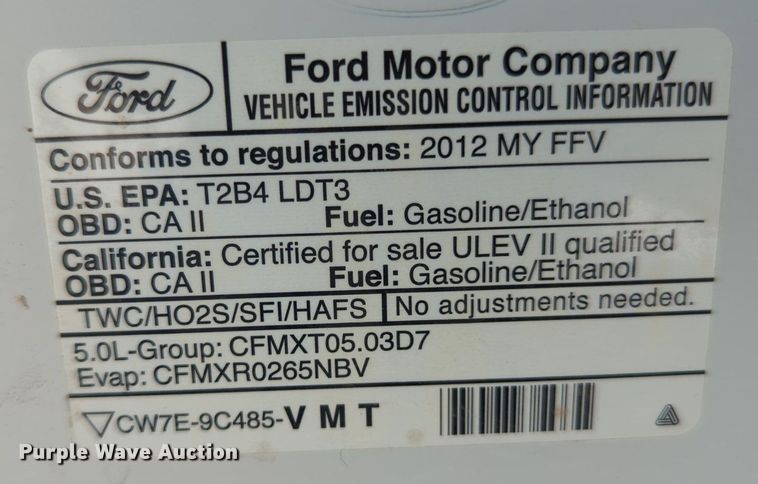 Ford
Ford Motor Company
VEHICLE EMISSION CONTROL INFORMATION
Conforms to regulations: 2012 MY FFV
U.S. EPA: T2B4 LDT3
OBD: CA II Fuel: Gasoline/Ethanol
California: Certified for sale ULEV II qualified
OBD: CA II Fuel: Gasoline/Ethanol
TWC/HO2S/SFI/HAFS No adjustments needed.
5.0L-Group: CFMXT05.03D7
Evap: CFMXR0265NBV
CW7E-9C485-V M T
Purple Wave Auction